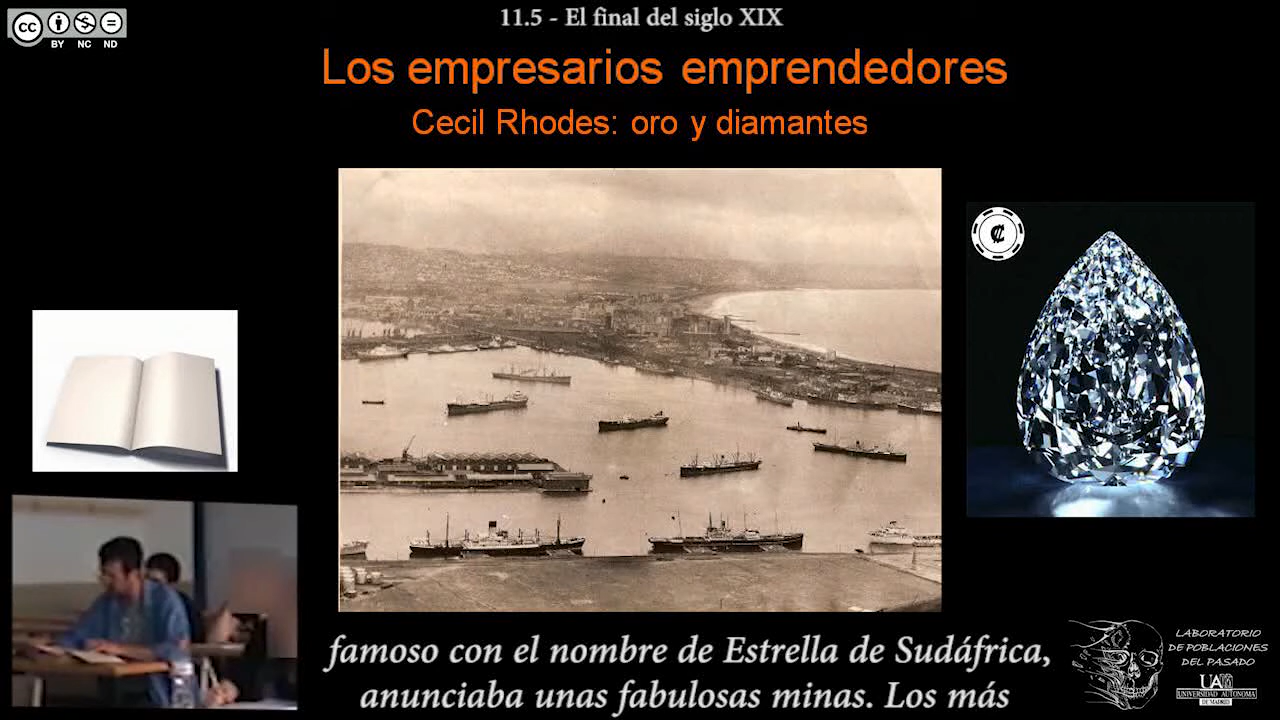 11.5 - El final del siglo XIX
cc
BY NC ND
Los empresarios emprendedores
Cecil Rhodes: oro y diamantes
₡
famoso con el nombre de Estrella de Sudáfrica,
anunciaba unas fabulosas minas. Los más
LABORATORIO
DE POBLACIONES
DEL PASADO
UAM
UNIVERSIDAD AUTONOMA
DE MADRID